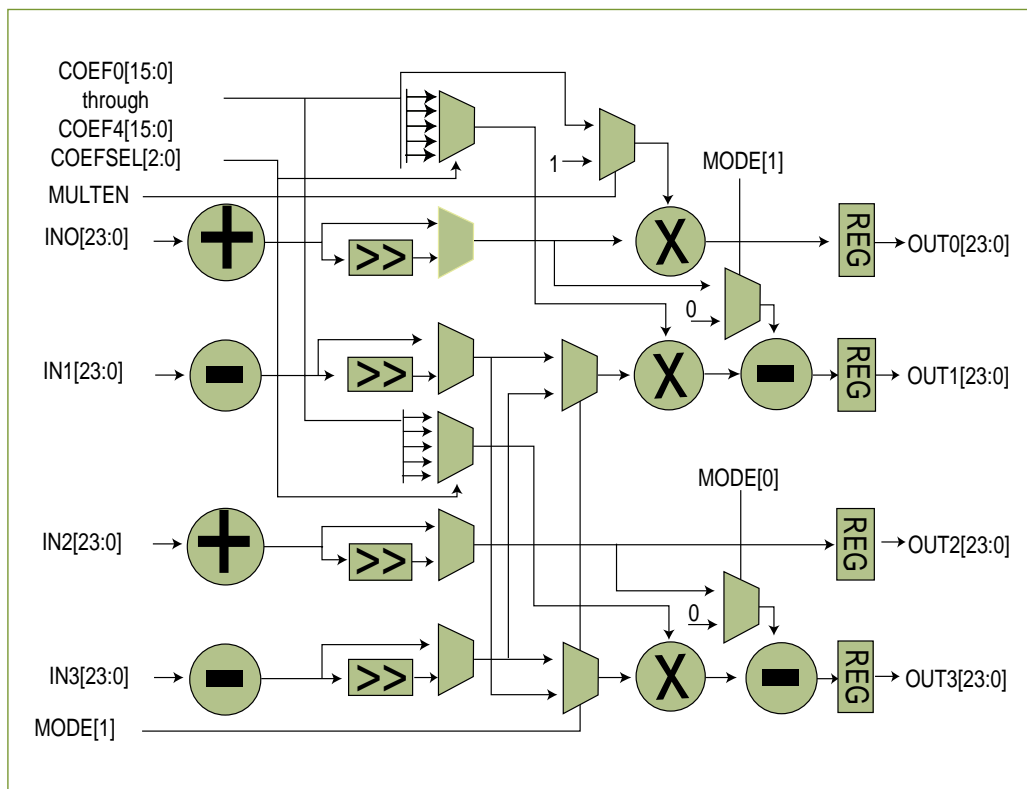 COEF0[15:0]
through
COEF4[15:0]
COEFSEL[2:0]
MULTEN
1
MODE[1]
INO[23:0]
+
>>
X
REG
OUT0[23:0]
0
IN1[23:0]
-
>>
X
-
REG
OUT1[23:0]
MODE[0]
IN2[23:0]
+
>>
REG
OUT2[23:0]
0
IN3[23:0]
-
>>
X
-
REG
OUT3[23:0]
MODE[1]